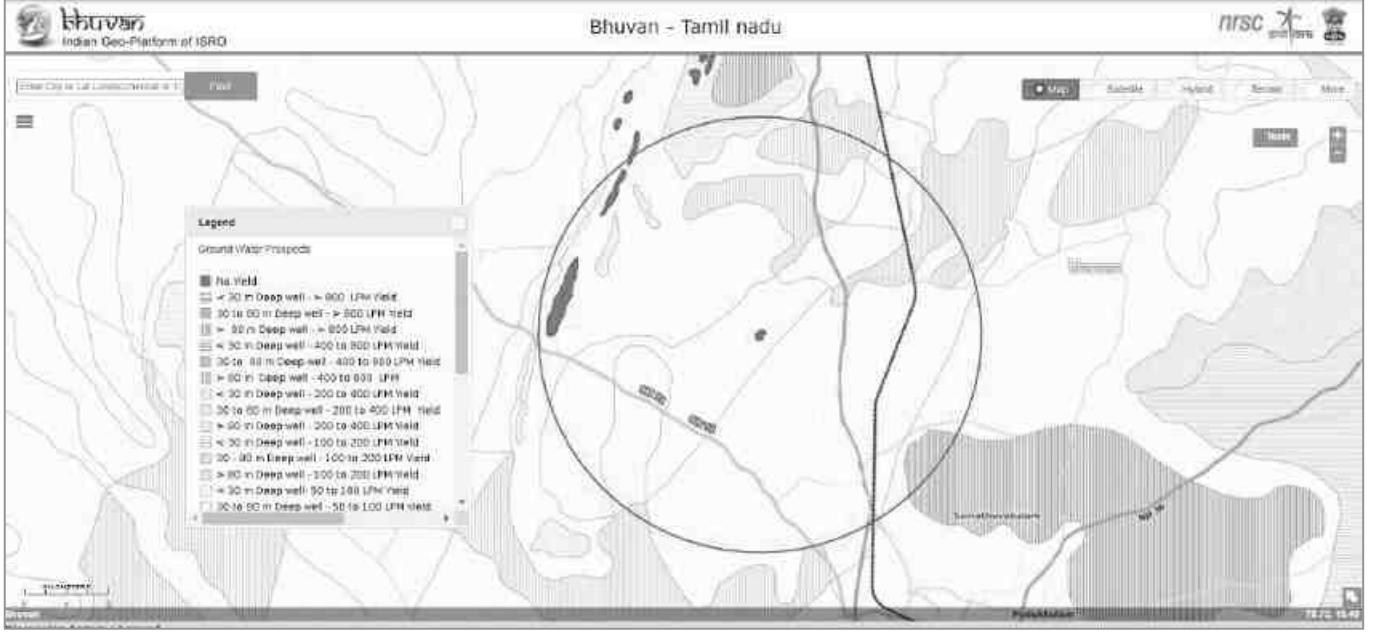 bhuvan
Indian Geo-Platform of ISRO
Bhuvan - Tamil nadu
nrsc
Find
Map
Satellite
Hybrid
Terrain
More
Legend
Ground Water Prospects
No Yield
< 30 m Deep well - > 800 LPM Yield
30 to 80 m Deep well - > 800 LPM Yield
> 80 m Deep well - > 800 LPM Yield
< 30 m Deep well - 400 to 800 LPM Yield
30 to 80 m Deep well - 400 to 800 LPM Yield
> 80 m Deep well - 400 to 800 LPM
< 30 m Deep well - 200 to 400 LPM Yield
30 to 80 m Deep well - 200 to 400 LPM Yield
> 80 m Deep well - 200 to 400 LPM Yield
< 30 m Deep well - 100 to 200 LPM Yield
30 - 80 m Deep well - 100 to 200 LPM Yield
> 80 m Deep well - 100 to 200 LPM Yield
< 30 m Deep well- 50 to 100 LPM Yield
30 to 80 m Deep well - 50 to 100 LPM Yield